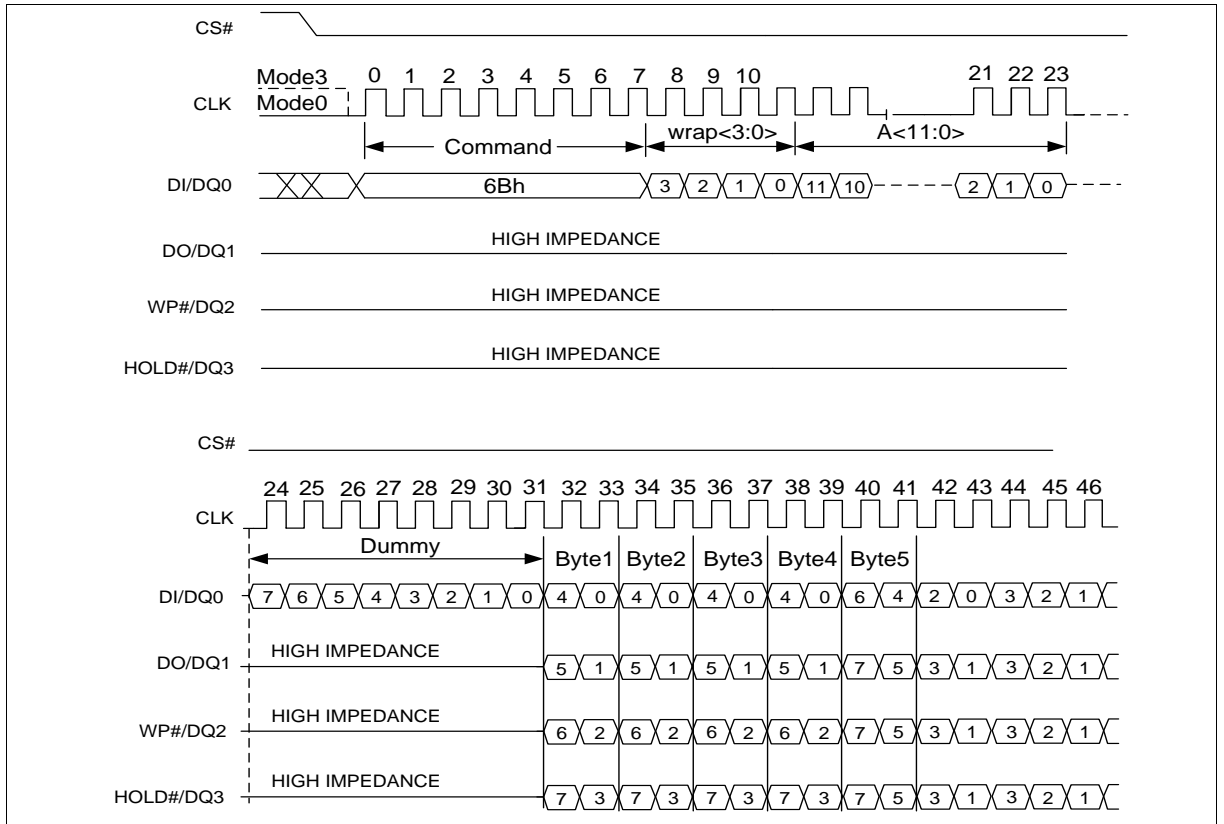 CS#
Mode3 0 1 2 3 4 5 6 7 8 9 10 21 22 23
CLK Mode0
Command wrap<3:0> A<11:0>
DI/DQ0 6Bh 3 2 1 0 11 10 2 1 0
DO/DQ1 HIGH IMPEDANCE
WP#/DQ2 HIGH IMPEDANCE
HOLD#/DQ3 HIGH IMPEDANCE
CS#
24 25 26 27 28 29 30 31 32 33 34 35 36 37 38 39 40 41 42 43 44 45 46
CLK
Dummy Byte1 Byte2 Byte3 Byte4 Byte5
DI/DQ0 7 6 5 4 3 2 1 0 4 0 4 0 4 0 4 0 6 4 2 0 3 2 1
DO/DQ1 HIGH IMPEDANCE 5 1 5 1 5 1 5 1 7 5 3 1 3 2 1
WP#/DQ2 HIGH IMPEDANCE 6 2 6 2 6 2 6 2 7 5 3 1 3 2 1
HOLD#/DQ3 HIGH IMPEDANCE 7 3 7 3 7 3 7 3 7 5 3 1 3 2 1